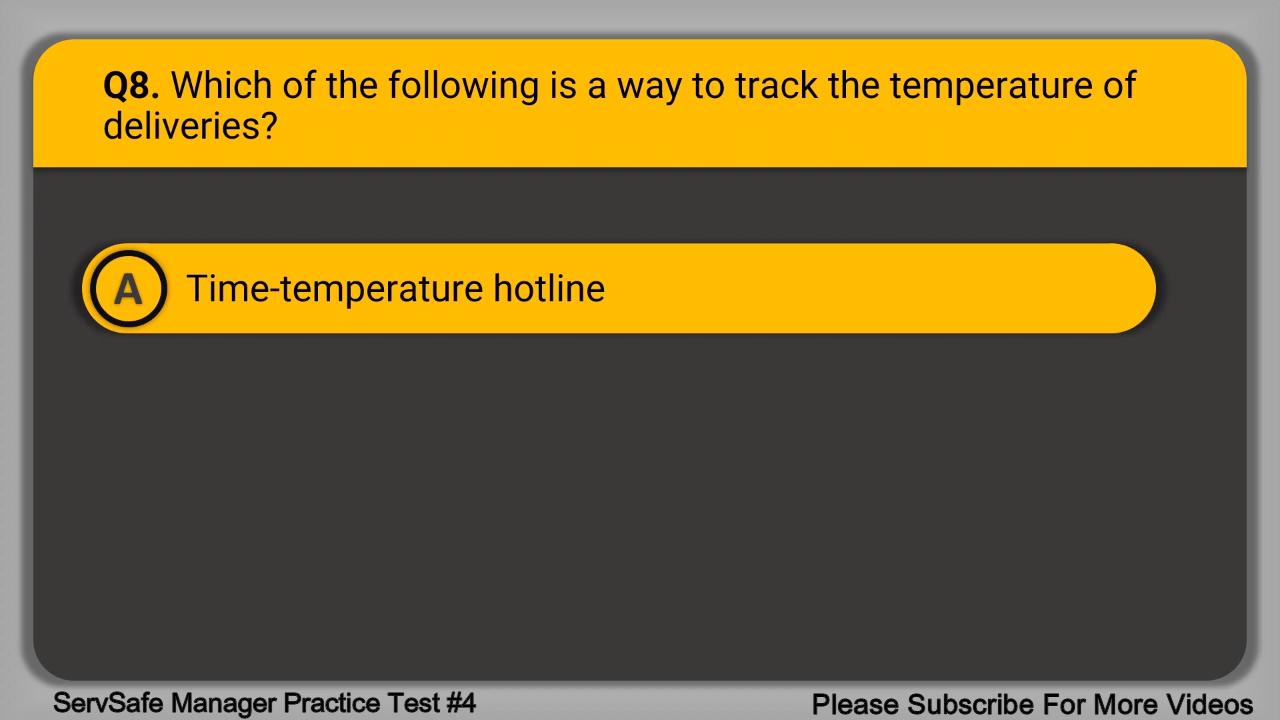 Q8. Which of the following is a way to track the temperature of
deliveries?
A Time-temperature hotline
ServSafe Manager Practice Test #4
Please Subscribe For More Videos